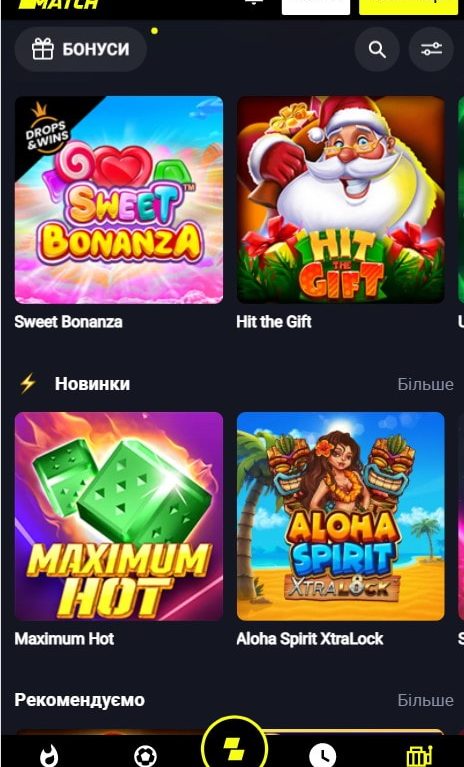 MATCH
БОНУСИ
DROPS
& WINS
SWEET
BONANZA
TM
HIT
THE
GIFT
Sweet Bonanza
Hit the Gift
Новинки
Більше
MAXIMUM
HOT
ALOHA
SPIRIT
XTRALOCK
Maximum Hot
Aloha Spirit XtraLock
Рекомендуємо
Більше